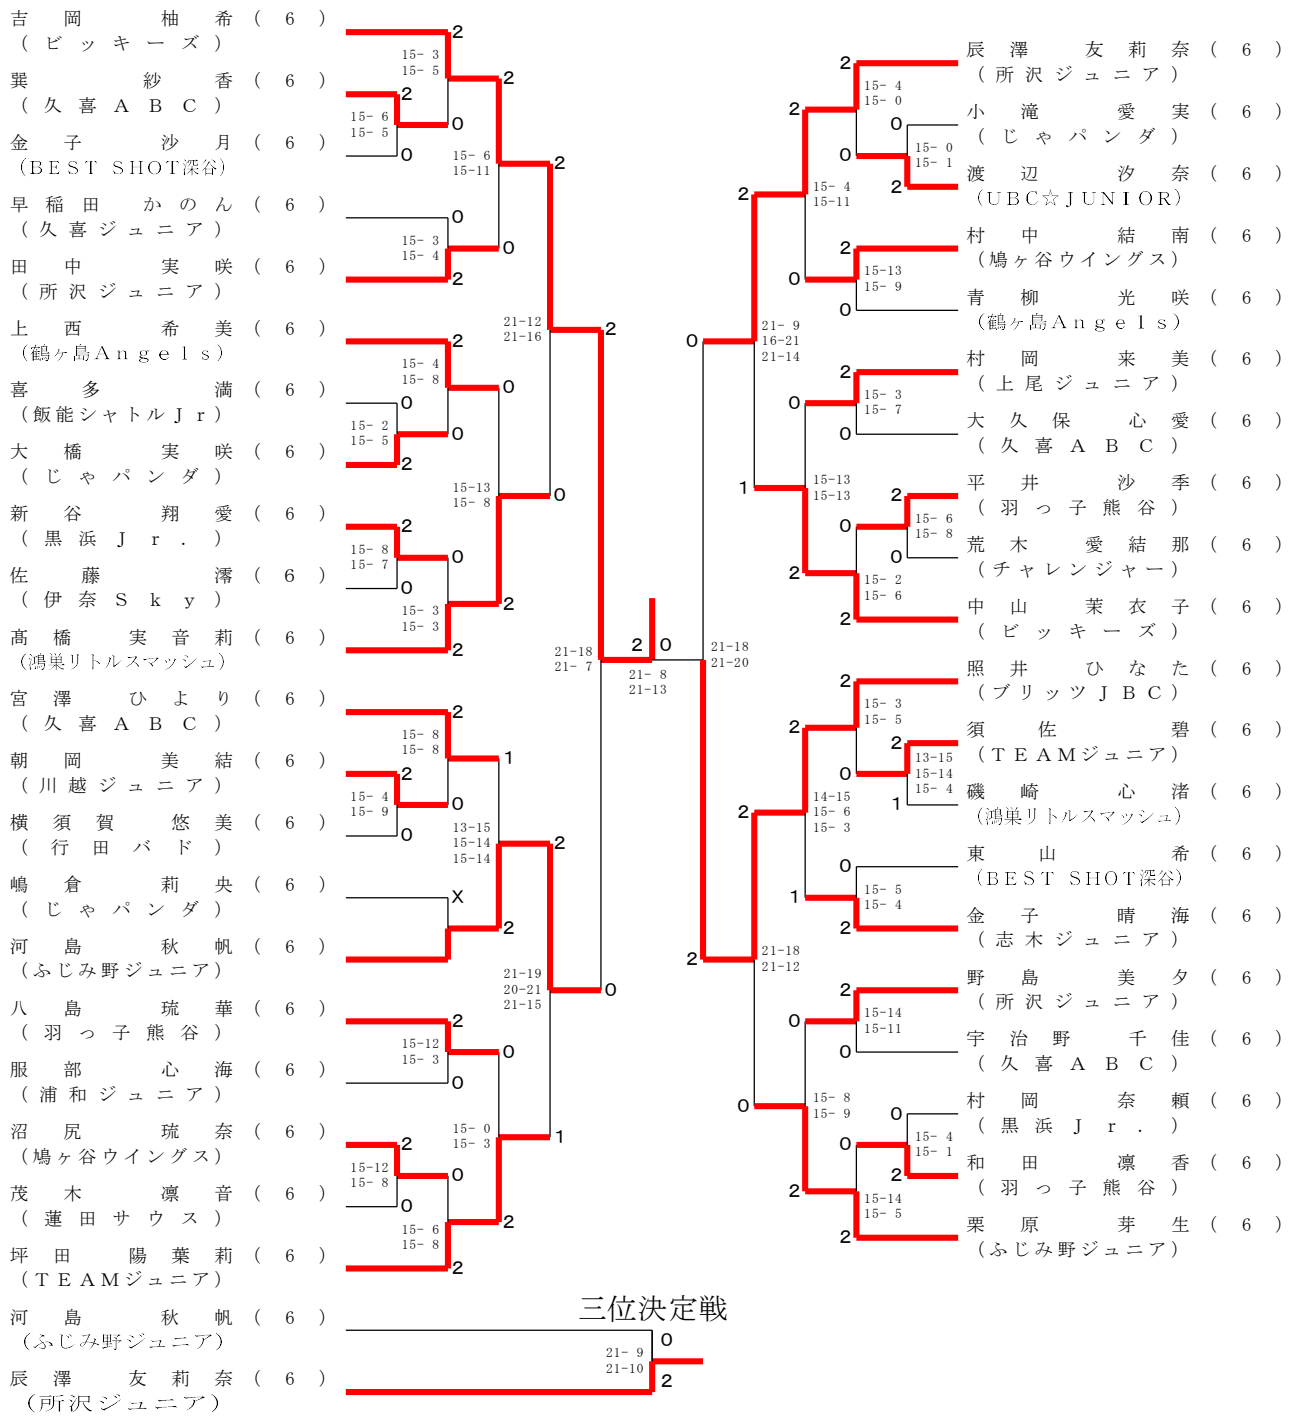 吉岡 柚希 ( 6 )
( ビッキーズ )
巽 紗香 ( 6 )
( 久喜ABC )
金子 沙月 ( 6 )
(BEST SHOT深谷)
早稲田 かのん ( 6 )
( 久喜ジュニア )
田中 実咲 ( 6 )
( 所沢ジュニア )
上西 希美 ( 6 )
(鶴ヶ島Angels)
喜多 満 ( 6 )
(飯能シャトルJr)
大橋 実咲 ( 6 )
( じゃパンダ )
新谷 翔愛 ( 6 )
( 黒浜Jr. )
佐藤 澪 ( 6 )
( 伊奈Sky )
髙橋 実音莉 ( 6 )
(鴻巣リトルスマッシュ)
宮澤 ひより ( 6 )
( 久喜ABC )
朝岡 美結 ( 6 )
( 川越ジュニア )
横須賀 悠美 ( 6 )
( 行田バド )
嶋倉 莉央 ( 6 )
( じゃパンダ )
河島 秋帆 ( 6 )
(ふじみ野ジュニア)
八島 琉華 ( 6 )
( 羽っ子熊谷 )
服部 心海 ( 6 )
( 浦和ジュニア )
沼尻 琉奈 ( 6 )
(鳩ヶ谷ウイングス)
茂木 凛音 ( 6 )
( 蓮田サウス )
坪田 陽葉莉 ( 6 )
(TEAMジュニア)
2
15- 3
15- 5
2
2
15- 6
15- 5
0
0
15- 6
15-11
2
0
15- 3
15- 4
0
2
21-12
21-16
2
2
15- 4
15- 8
0
0
15- 2
15- 5
0
2
15-13
15- 8
0
2
15- 8
15- 7
0
0
15- 3
15- 3
2
2
21-18
21- 7
2
15- 8
15- 8
1
2
15- 4
15- 9
0
0
13-15
15-14
15-14
2
X
2
21-19
20-21
21-15
0
2
15-12
15- 3
0
0
15- 0
15- 3
1
2
15-12
15- 8
0
0
15- 6
15- 8
2
2
2 0
21- 8
21-13
辰澤 友莉奈 ( 6 )
( 所沢ジュニア )
小滝 愛実 ( 6 )
( じゃパンダ )
渡辺 汐奈 ( 6 )
(UBC☆JUNIOR)
村中 結南 ( 6 )
(鳩ヶ谷ウイングス)
青柳 光咲 ( 6 )
(鶴ヶ島Angels)
村岡 来美 ( 6 )
( 上尾ジュニア )
大久保 心愛 ( 6 )
( 久喜ABC )
平井 沙季 ( 6 )
( 羽っ子熊谷 )
荒木 愛結那 ( 6 )
(チャレンジャー)
中山 茉衣子 ( 6 )
( ビッキーズ )
照井 ひなた ( 6 )
(ブリッツJBC)
須佐 碧 ( 6 )
(TEAMジュニア)
磯崎 心渚 ( 6 )
(鴻巣リトルスマッシュ)
東山 希 ( 6 )
(BEST SHOT深谷)
金子 晴海 ( 6 )
( 志木ジュニア )
野島 美夕 ( 6 )
( 所沢ジュニア )
宇治野 千佳 ( 6 )
( 久喜ABC )
村岡 奈頼 ( 6 )
( 黒浜Jr. )
和田 凛香 ( 6 )
( 羽っ子熊谷 )
栗原 芽生 ( 6 )
(ふじみ野ジュニア)
2
15- 4
15- 0
2
0
15- 0
15- 1
0
2
2
15- 4
15-11
2
15-13
15- 9
0
0
0
21- 9
16-21
21-14
2
15- 3
15- 7
0
0
1
15-13
15-13
2
15- 6
15- 8
0
0
2
15- 2
15- 6
2
21-18
21-20
2
15- 3
15- 5
2
2
13-15
15-14
15- 4
0
1
2
14-15
15- 6
15- 3
0
15- 5
15- 4
1
2
2
21-18
21-12
2
15-14
15-11
0
0
0
15- 8
15- 9
0
15- 4
15- 1
0
2
2
15-14
15- 5
2
三位決定戦
河島 秋帆 ( 6 )
(ふじみ野ジュニア)
0
21- 9
21-10
2
辰澤 友莉奈 ( 6 )
(所沢ジュニア)